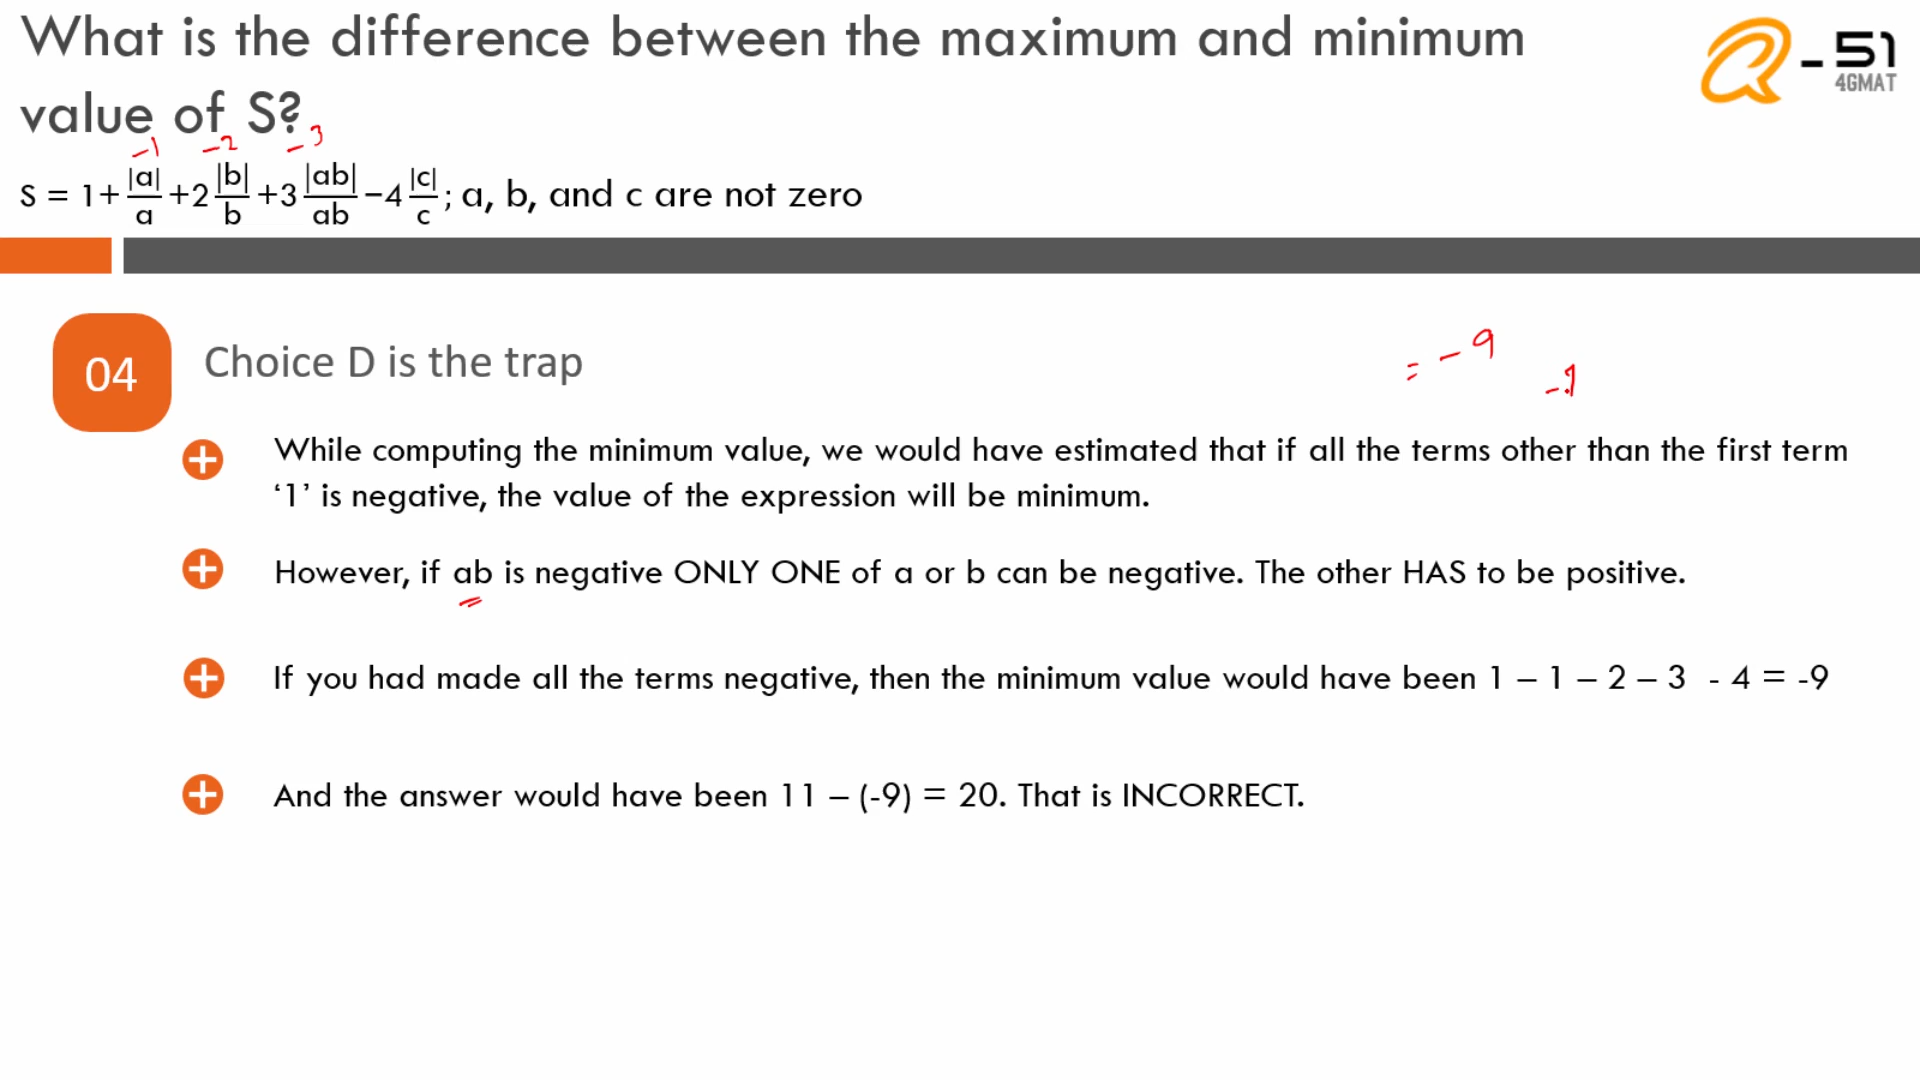 What is the difference between the maximum and minimum
value of S?
- 51
4GMAT
-1 -2 -3
S = 1+ |a|/a +2 |b|/b +3 |ab|/ab −4 |c|/c ; a, b, and c are not zero
04
Choice D is the trap
= - 9
While computing the minimum value, we would have estimated that if all the terms other than the first term
‘1’ is negative, the value of the expression will be minimum.
However, if ab is negative ONLY ONE of a or b can be negative. The other HAS to be positive.
If you had made all the terms negative, then the minimum value would have been 1 – 1 – 2 – 3 - 4 = -9
And the answer would have been 11 – (-9) = 20. That is INCORRECT.